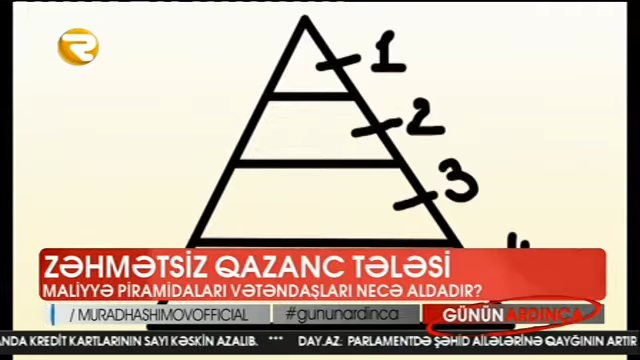 1
2
3
ZƏHMƏTSİZ QAZANC TƏLƏSİ
MALİYYƏ PİRAMİDALARI VƏTƏNDAŞLARI NECƏ ALDADIR?
/ MURADHASHIMOVOFFICIAL #gununardinca GÜNÜN ARDINCA
ANDA KREDİT KARTLARININ SAYI KƏSKİN AZALIB. *** DAY.AZ: PARLAMENTDƏ ŞƏHİD AİLƏLƏRİNƏ QAYĞININ ARTIR